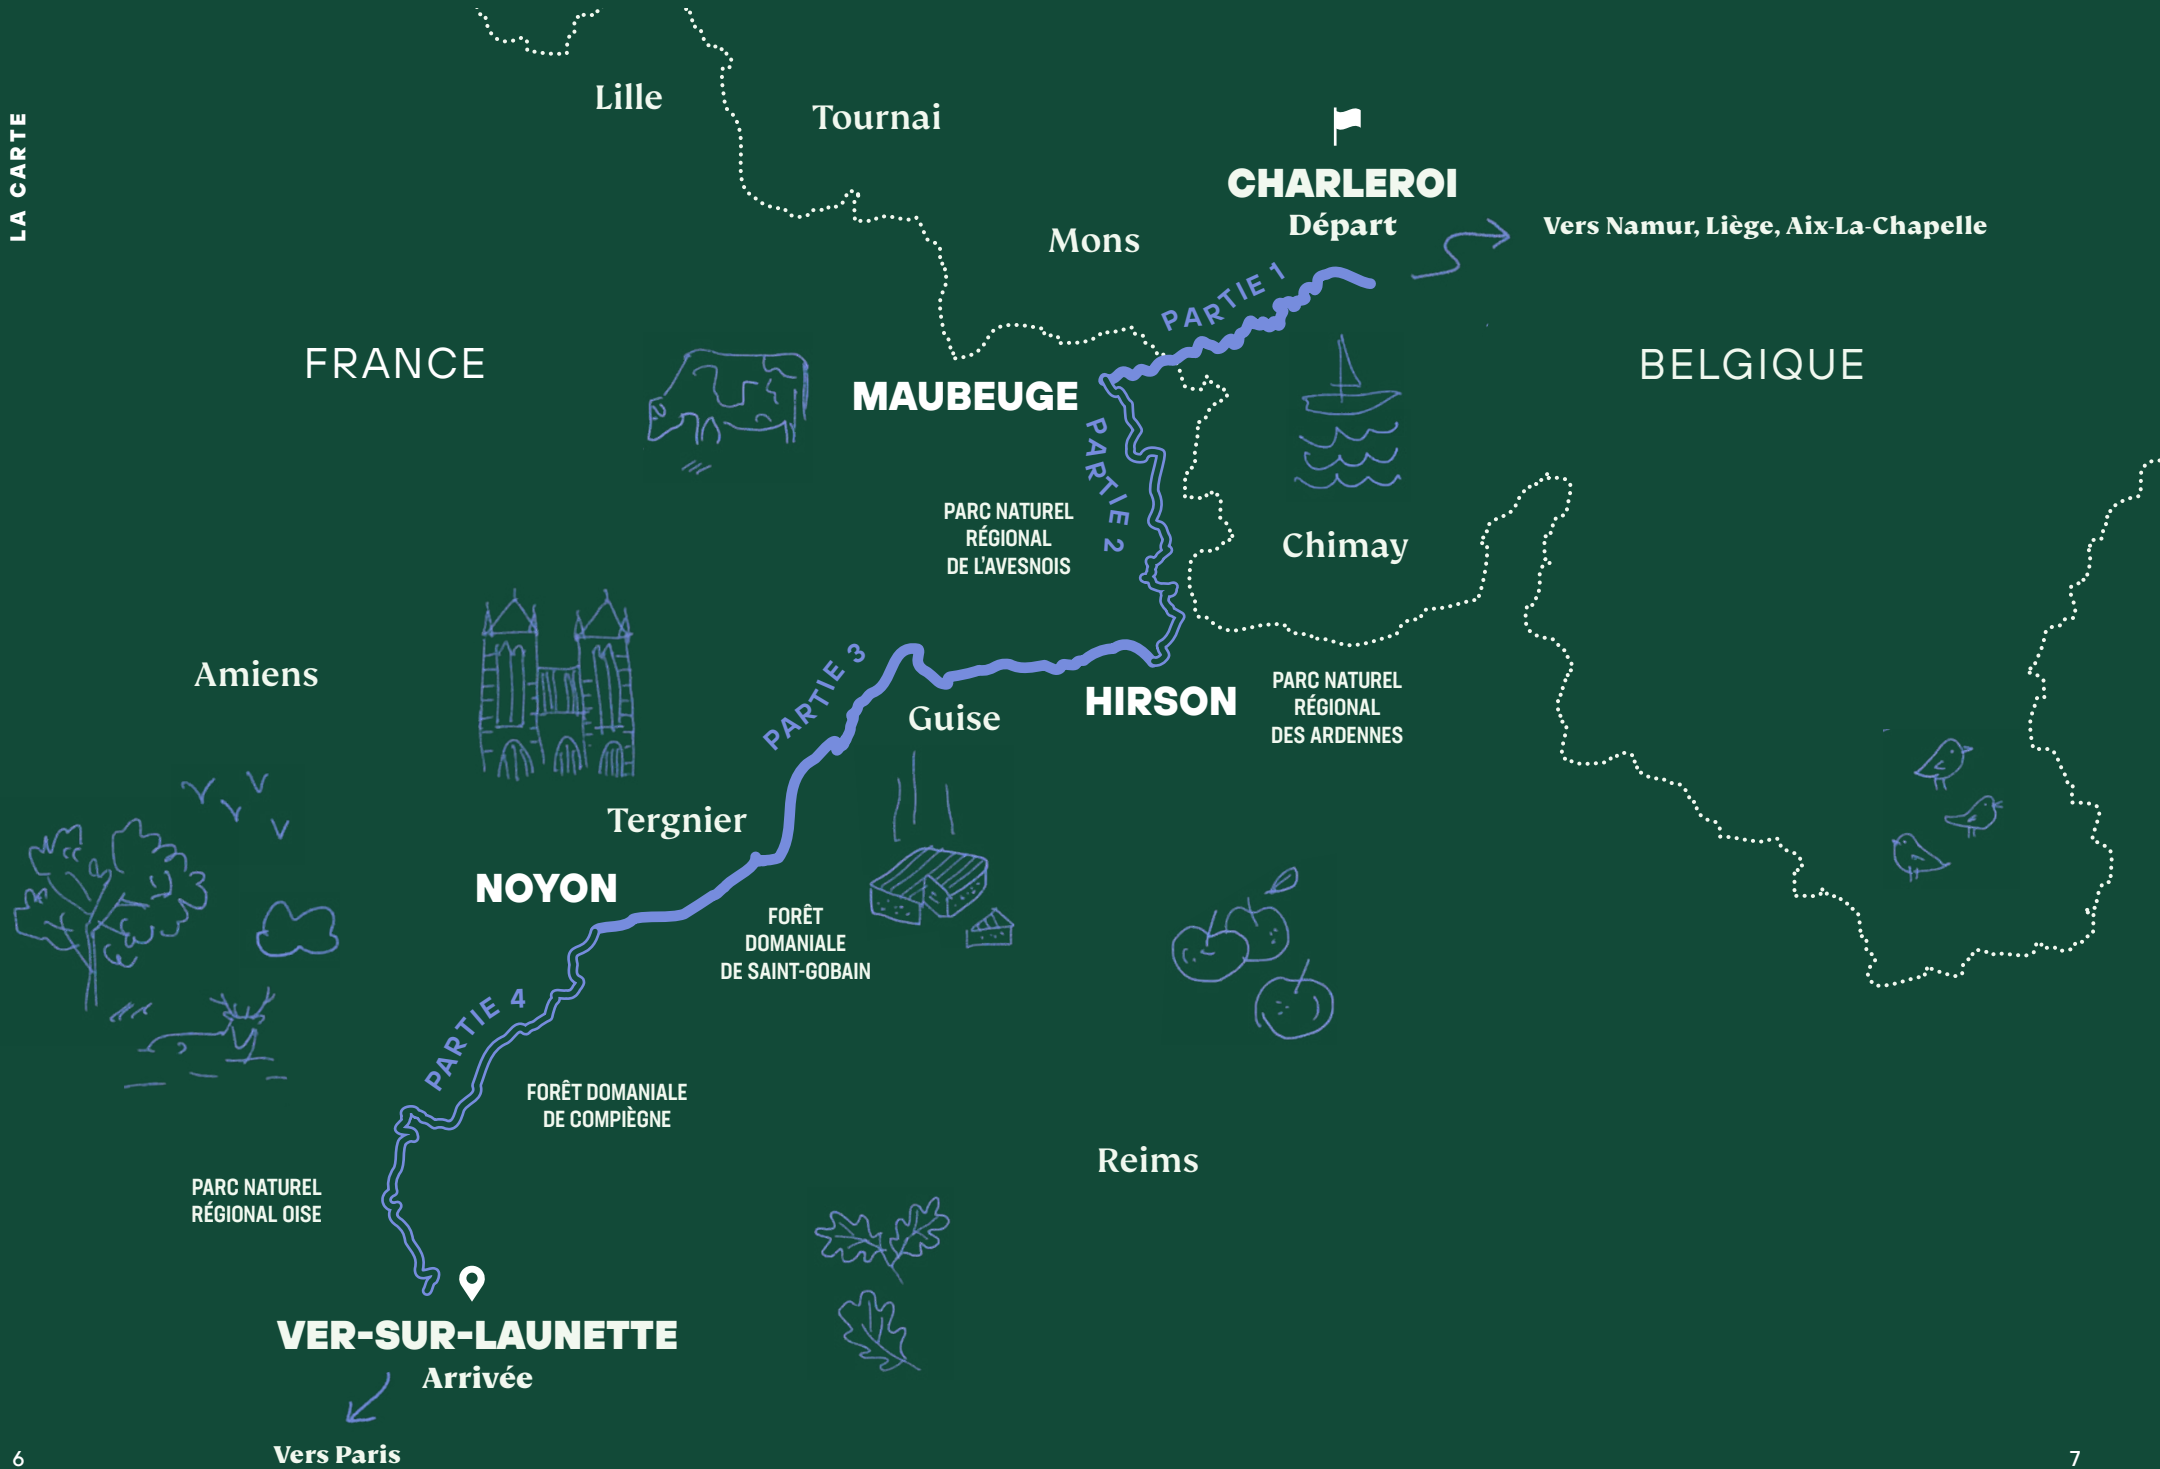 LA CARTE
Lille
Tournai
CHARLEROI
Départ
Vers Namur, Liège, Aix-La-Chapelle
Mons
PARTIE 1
FRANCE
BELGIQUE
MAUBEUGE
PARTIE 2
PARC NATUREL
RÉGIONAL
DE L'AVESNOIS
Chimay
Amiens
PARTIE 3
HIRSON
PARC NATUREL
RÉGIONAL
DES ARDENNES
Guise
Tergnier
NOYON
FORÊT
DOMANIALE
DE SAINT-GOBAIN
PARTIE 4
FORÊT DOMANIALE
DE COMPIÈGNE
Reims
PARC NATUREL
RÉGIONAL OISE
VER-SUR-LAUNETTE
Arrivée
Vers Paris
6
7